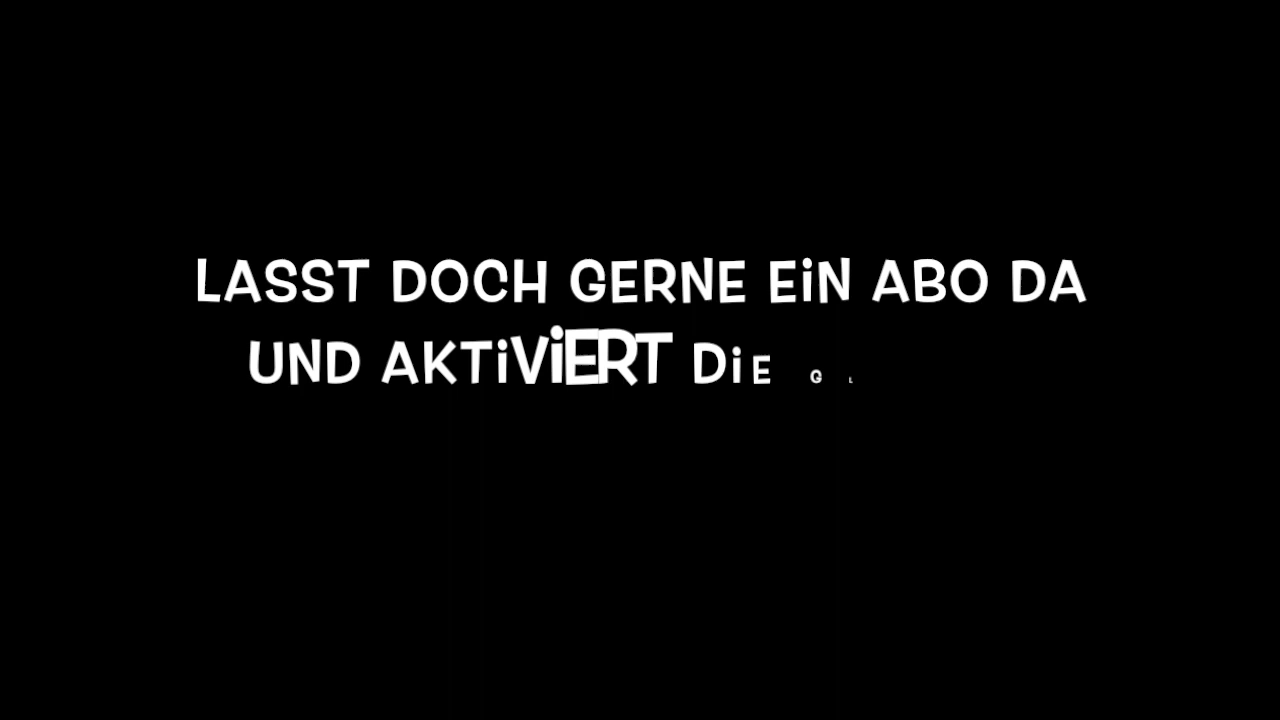 LASST DOCH GERNE EiN ABO DA
UND AKTiViERT DiE G L